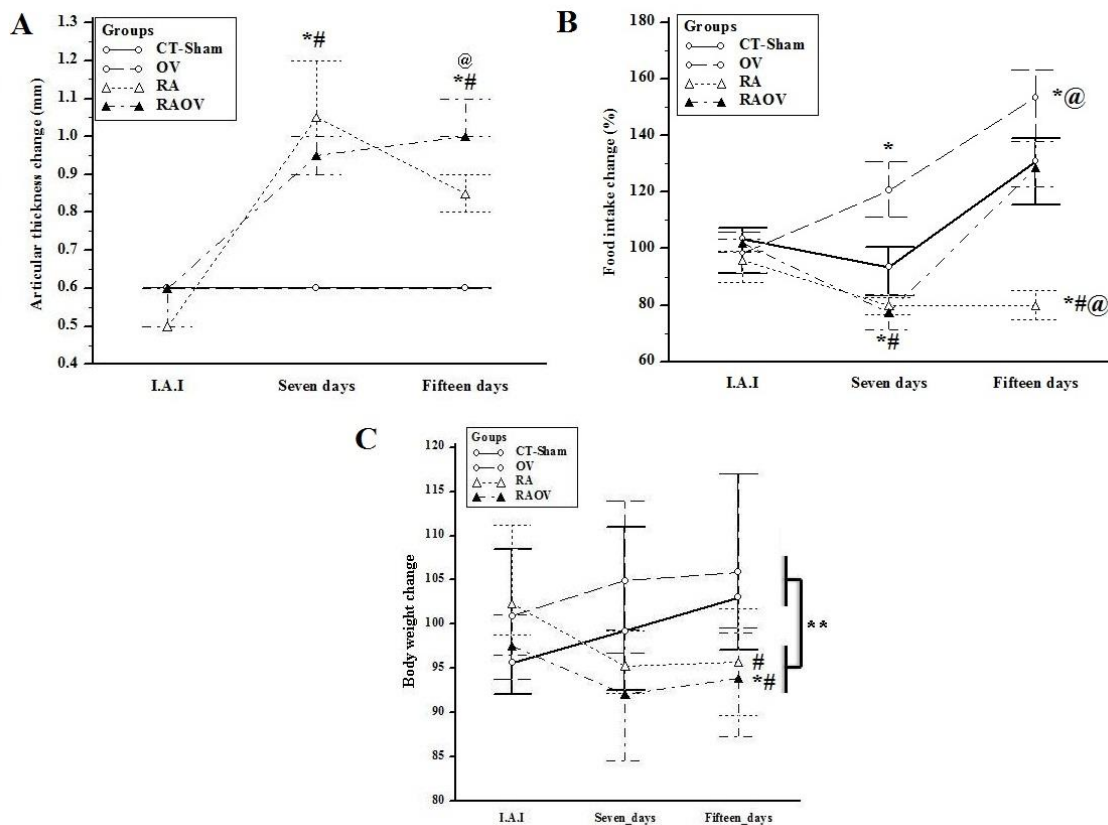 A
Groups
CT-Sham
OV
RA
RAOV
Articular thickness change (mm)
1.3
1.2
1.1
1.0
0.9
0.8
0.7
0.6
0.5
0.4
*#
@
*#
I.A.I
Seven days
Fifteen days
B
Groups
CT-Sham
OV
RA
RAOV
Food intake change (%)
180
160
140
120
100
80
60
*
*@
*#
*#@
I.A.I
Seven days
Fifteen days
C
Goups
CT-Sham
OV
RA
RAOV
Body weight change
120
115
110
105
100
95
90
85
80
**
#
*#
I.A.I
Seven_days
Fifteen_days